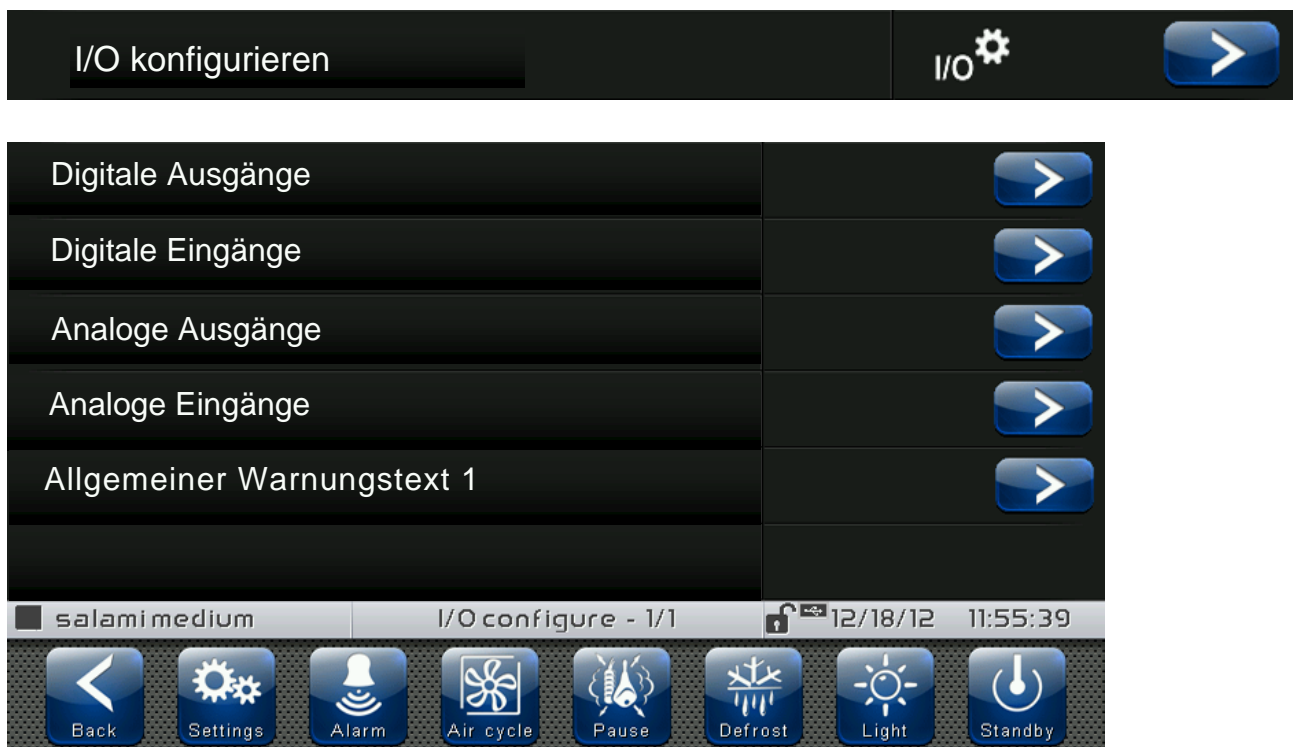 I/O konfigurieren
I/O
Digitale Ausgänge
Digitale Eingänge
Analoge Ausgänge
Analoge Eingänge
Allgemeiner Warnungstext 1
salami medium I/O configure - 1/1 12/18/12 11:55:39
Back Settings Alarm Air cycle Pause Defrost Light Standby